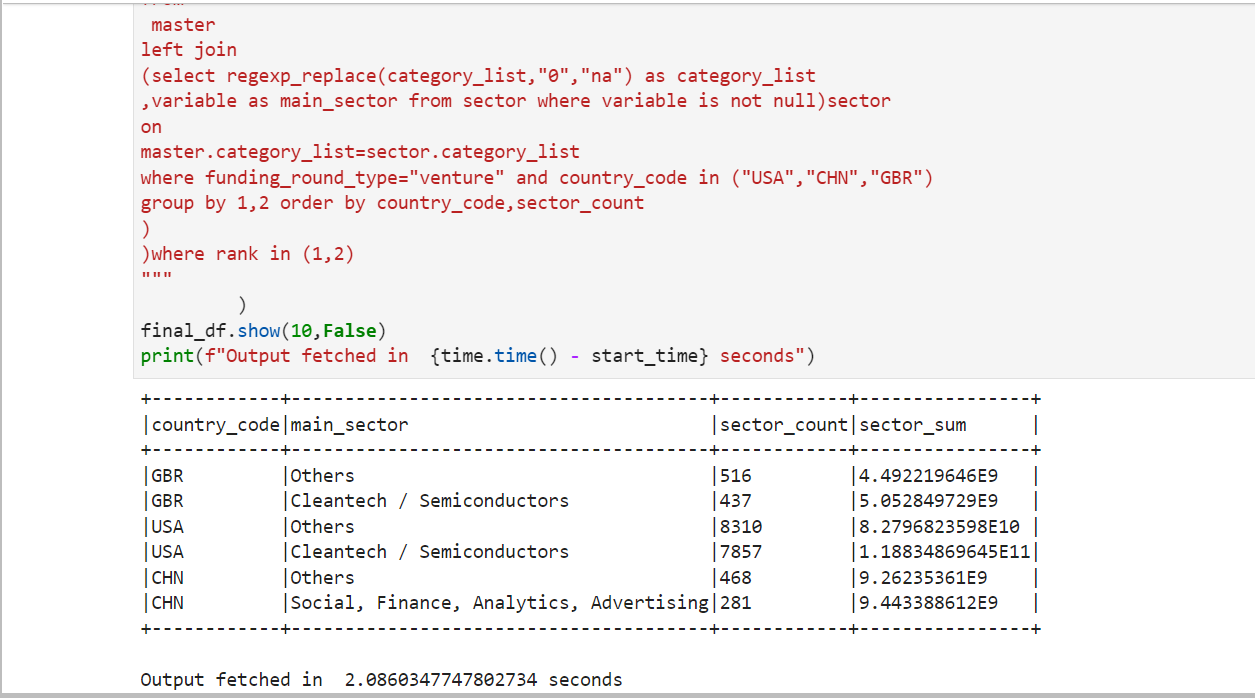 master
left join
(select regexp_replace(category_list,"0","na") as category_list
,variable as main_sector from sector where variable is not null)sector
on
master.category_list=sector.category_list
where funding_round_type="venture" and country_code in ("USA","CHN","GBR")
group by 1,2 order by country_code,sector_count
)
)where rank in (1,2)
"""
)
final_df.show(10,False)
print(f"Output fetched in  {time.time() - start_time} seconds")
+------------+---------------------------------------+------------+----------------+
|country_code|main_sector                            |sector_count|sector_sum      |
+------------+---------------------------------------+------------+----------------+
|GBR         |Others                                 |516         |4.492219646E9   |
|GBR         |Cleantech / Semiconductors             |437         |5.052849729E9   |
|USA         |Others                                 |8310        |8.2796823598E10 |
|USA         |Cleantech / Semiconductors             |7857        |1.18834869645E11|
|CHN         |Others                                 |468         |9.26235361E9    |
|CHN         |Social, Finance, Analytics, Advertising|281         |9.443388612E9   |
+------------+---------------------------------------+------------+----------------+
Output fetched in  2.0860347747802734 seconds